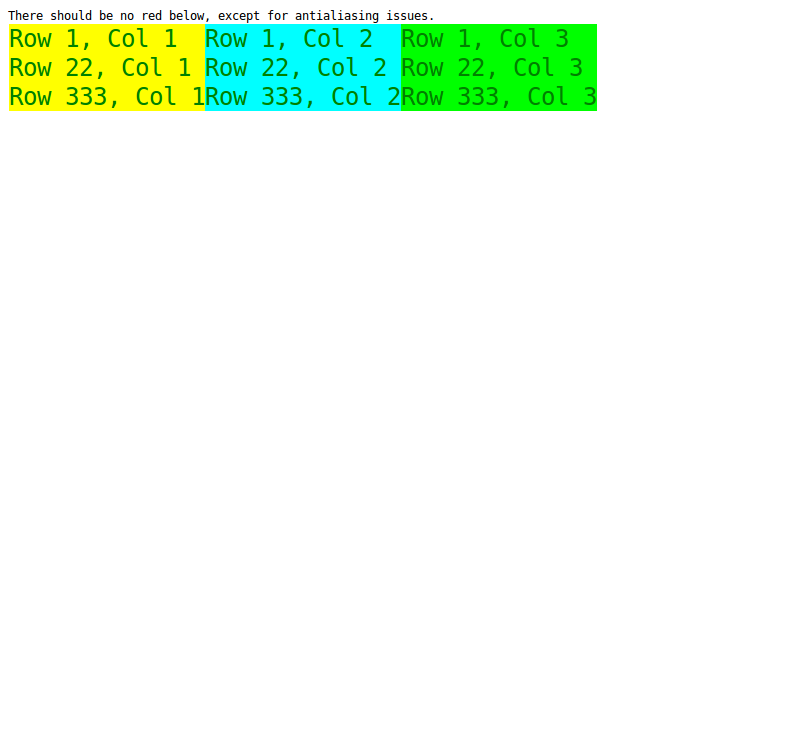 There should be no red below, except for antialiasing issues.
Row 1, Col 1 Row 1, Col 2 Row 1, Col 3
Row 22, Col 1 Row 22, Col 2 Row 22, Col 3
Row 333, Col 1 Row 333, Col 2 Row 333, Col 3